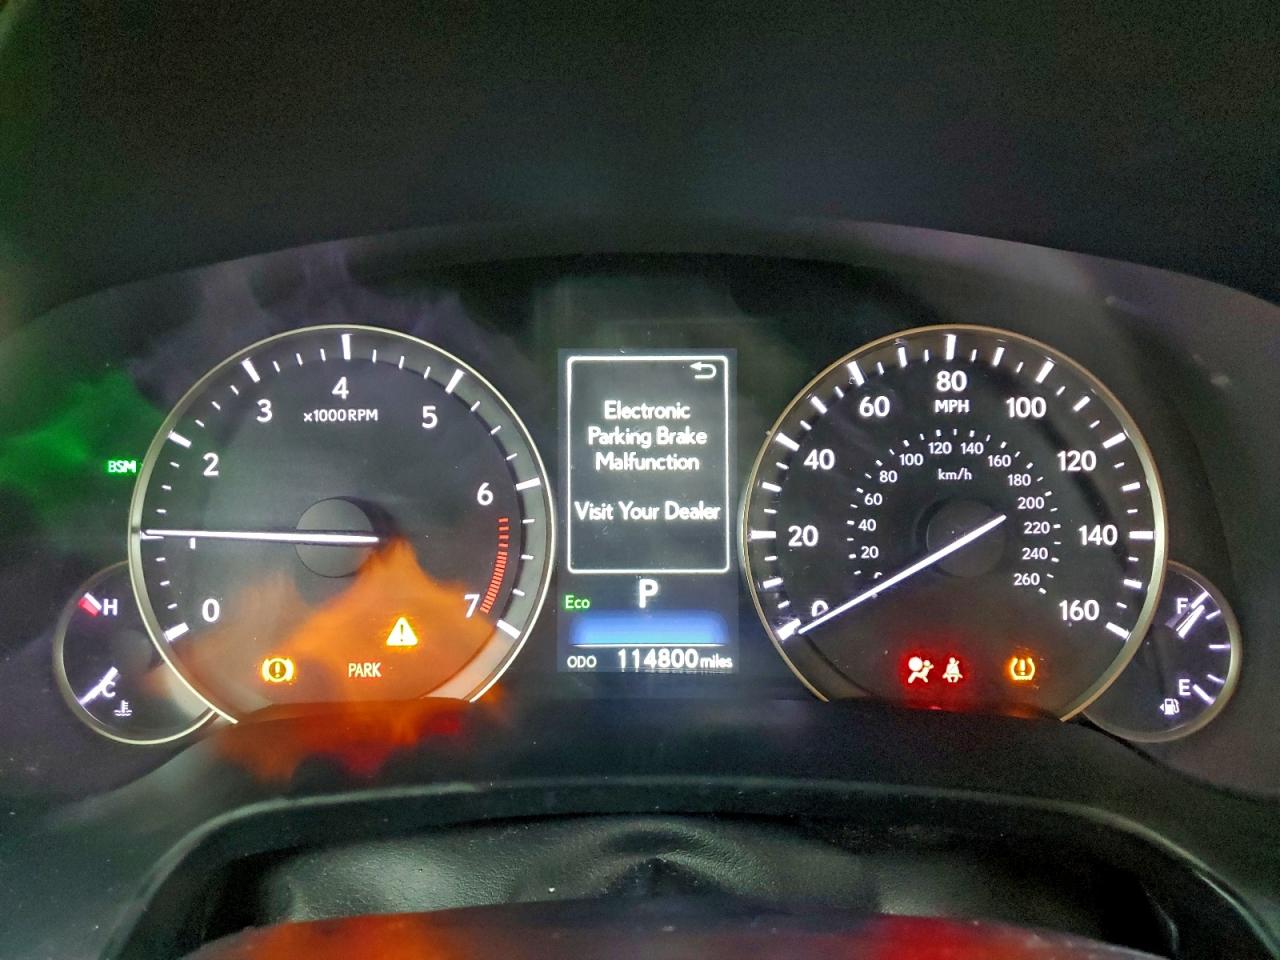 BSM
0
1
2
3
4
5
6
7
×1000RPM
PARK
H
C
Electronic
Parking Brake
Malfunction
Visit Your Dealer
P
Eco
ODO 114800 miles
0
20
40
60
80
100
120
140
160
MPH
20
40
60
80
100
120
140
160
180
200
220
240
260
km/h
F
E